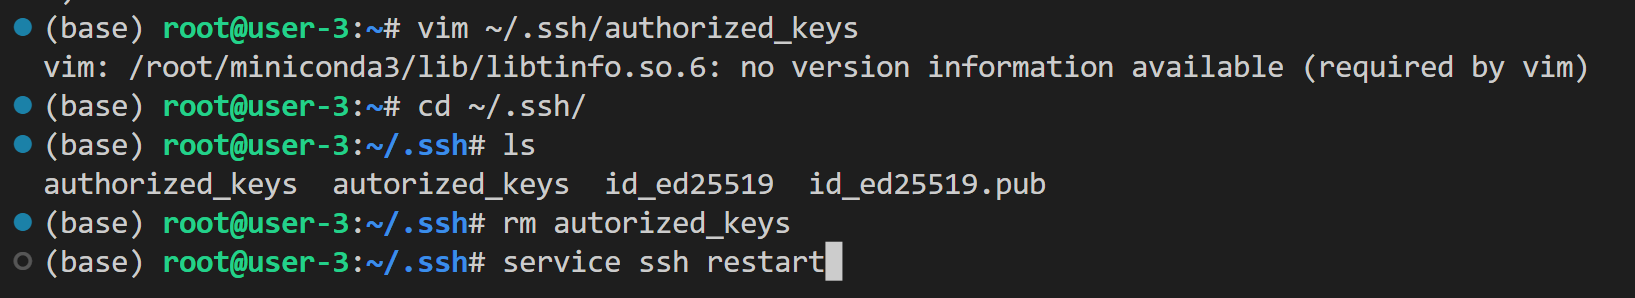 (base) root@user-3:~# vim ~/.ssh/authorized_keys
vim: /root/miniconda3/lib/libtinfo.so.6: no version information available (required by vim)
(base) root@user-3:~# cd ~/.ssh/
(base) root@user-3:~/.ssh# ls
authorized_keys  autorized_keys  id_ed25519  id_ed25519.pub
(base) root@user-3:~/.ssh# rm autorized_keys
(base) root@user-3:~/.ssh# service ssh restart